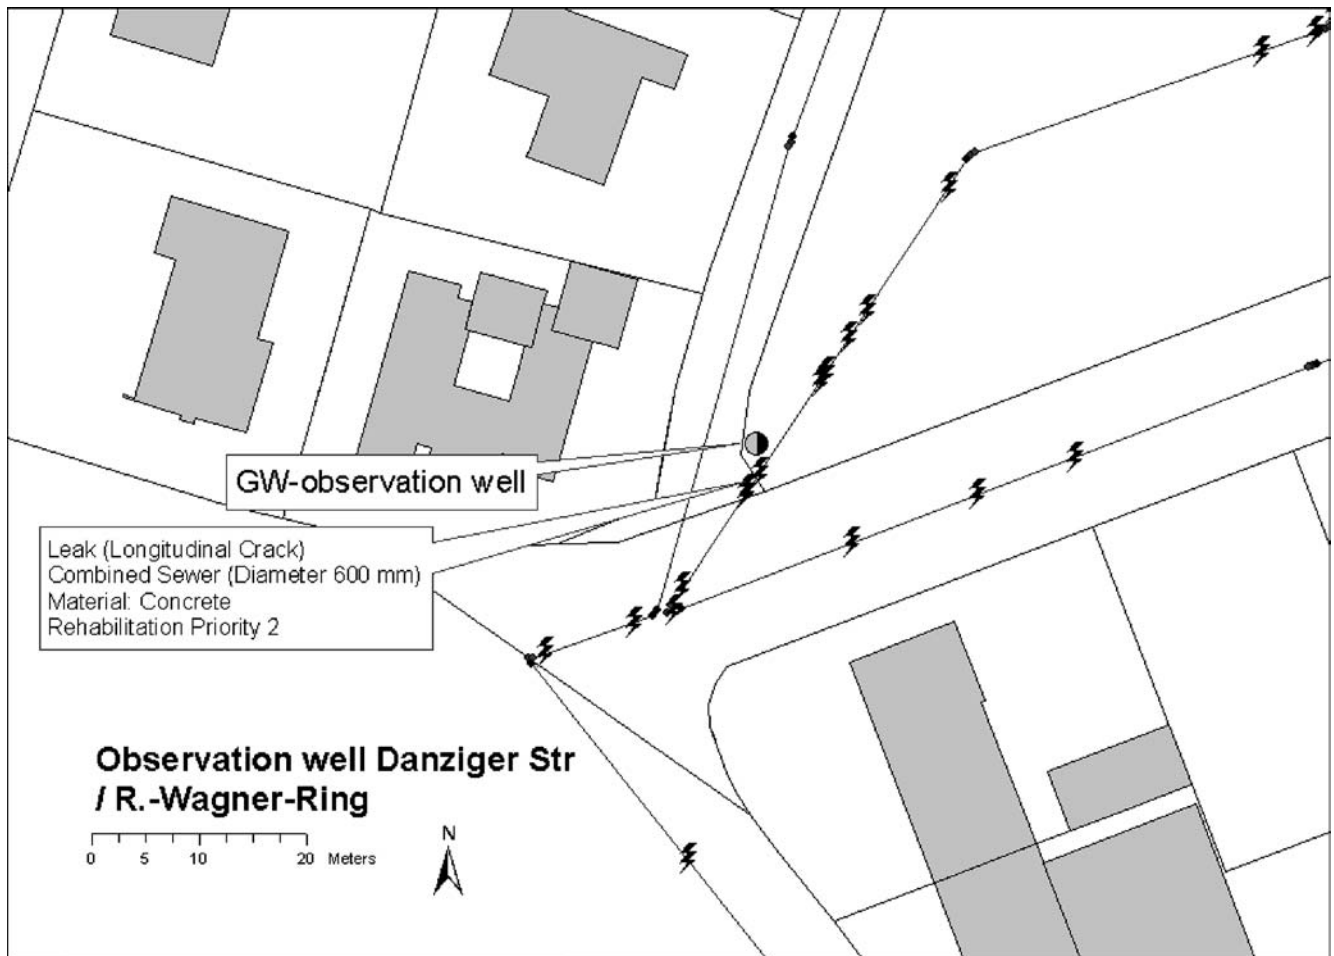 GW-observation well
Leak (Longitudinal Crack)
Combined Sewer (Diameter 600 mm)
Material: Concrete
Rehabilitation Priority 2
Observation well Danziger Str
/ R.-Wagner-Ring
N
0 5 10 20 Meters